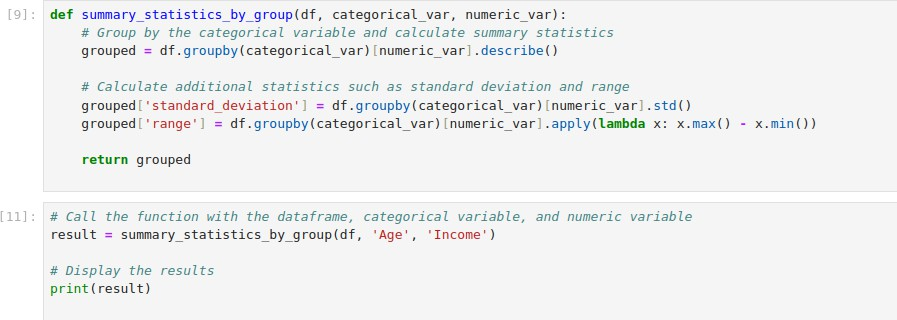 [9]: def summary_statistics_by_group(df, categorical_var, numeric_var):
    # Group by the categorical variable and calculate summary statistics
    grouped = df.groupby(categorical_var)[numeric_var].describe()

    # Calculate additional statistics such as standard deviation and range
    grouped['standard_deviation'] = df.groupby(categorical_var)[numeric_var].std()
    grouped['range'] = df.groupby(categorical_var)[numeric_var].apply(lambda x: x.max() - x.min())

    return grouped

[11]: # Call the function with the dataframe, categorical variable, and numeric variable
result = summary_statistics_by_group(df, 'Age', 'Income')

# Display the results
print(result)